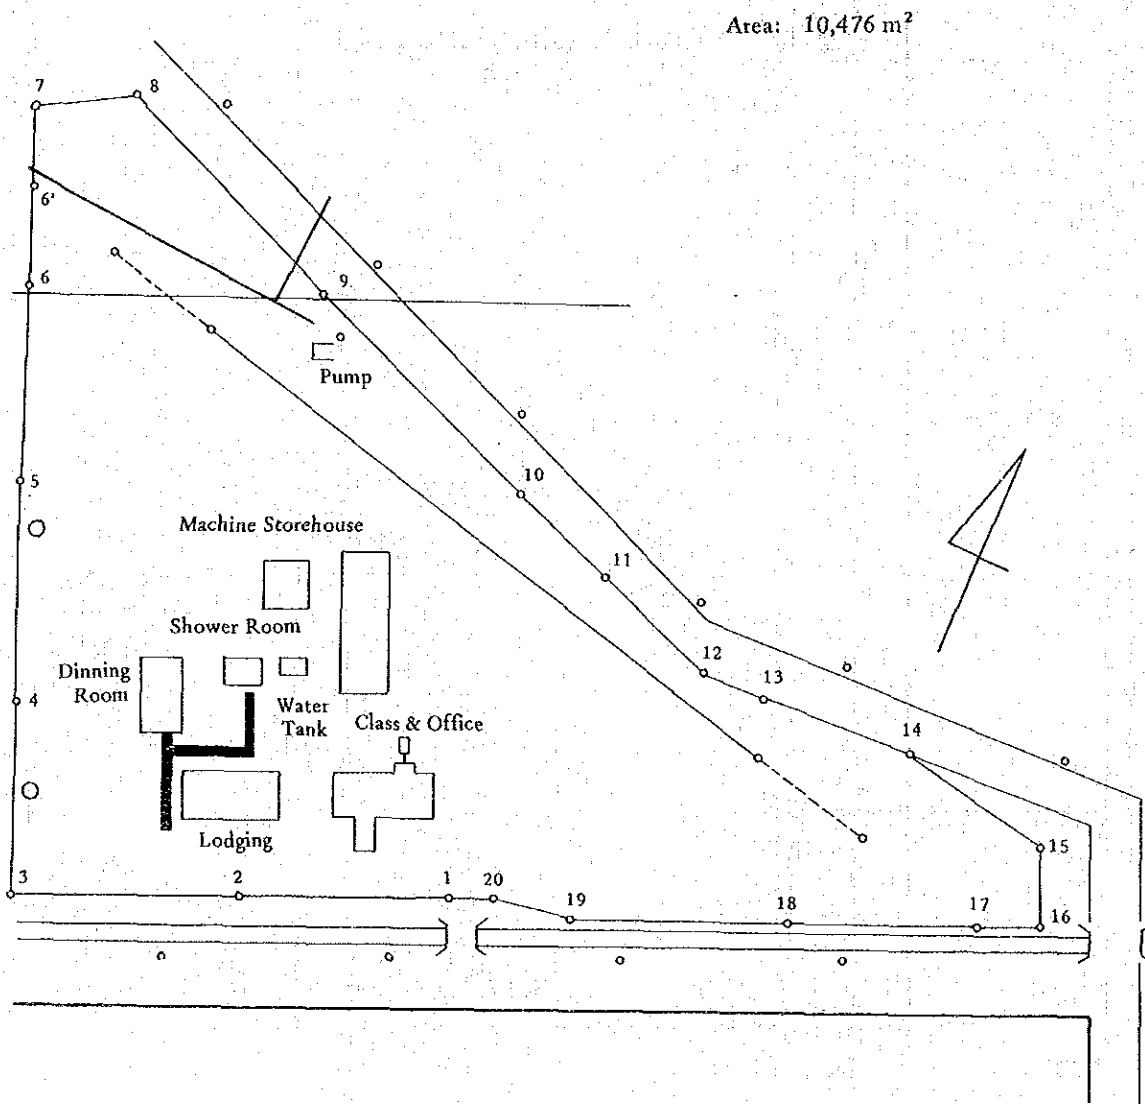 Area: 10,476 m²
7
8
6'
6
9
Pump
5
10
Machine Storehouse
11
Shower Room
12
Dinning
Room
13
4
Water
Tank
Class & Office
14
Lodging
15
3
2
1
20
19
18
17
16